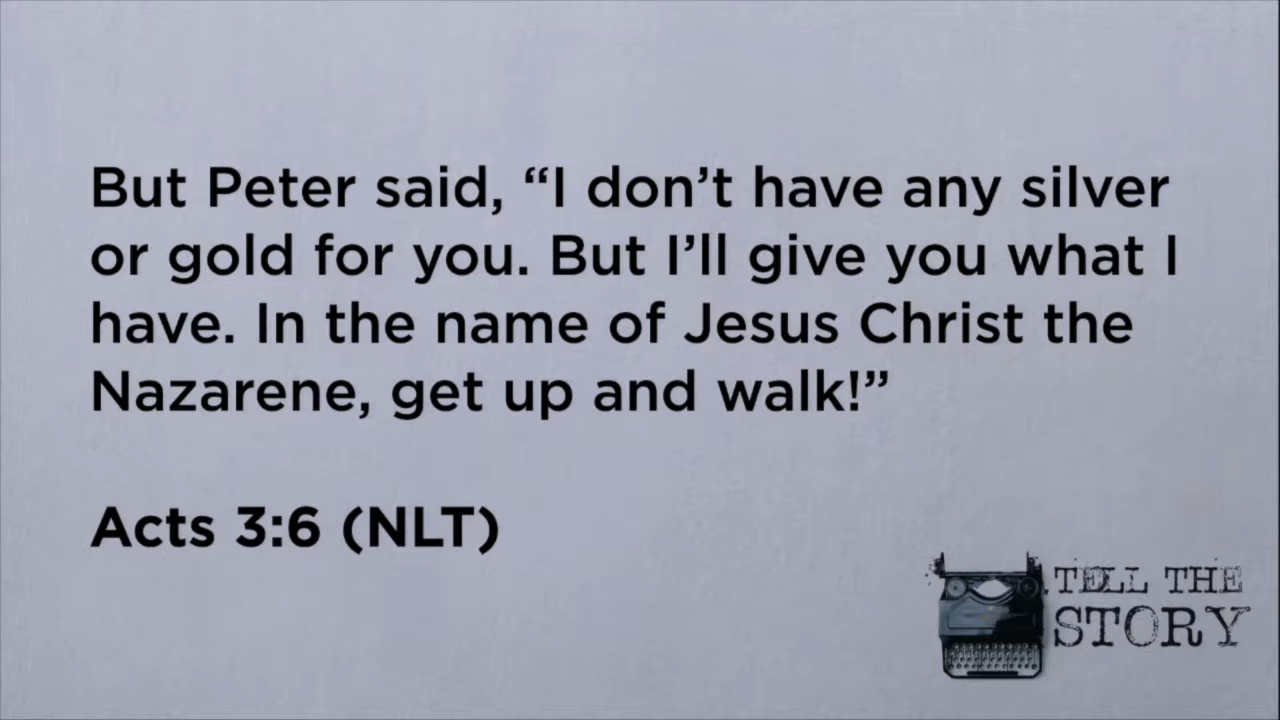 But Peter said, “I don’t have any silver
or gold for you. But I’ll give you what I
have. In the name of Jesus Christ the
Nazarene, get up and walk!”
Acts 3:6 (NLT)
TELL THE
STORY